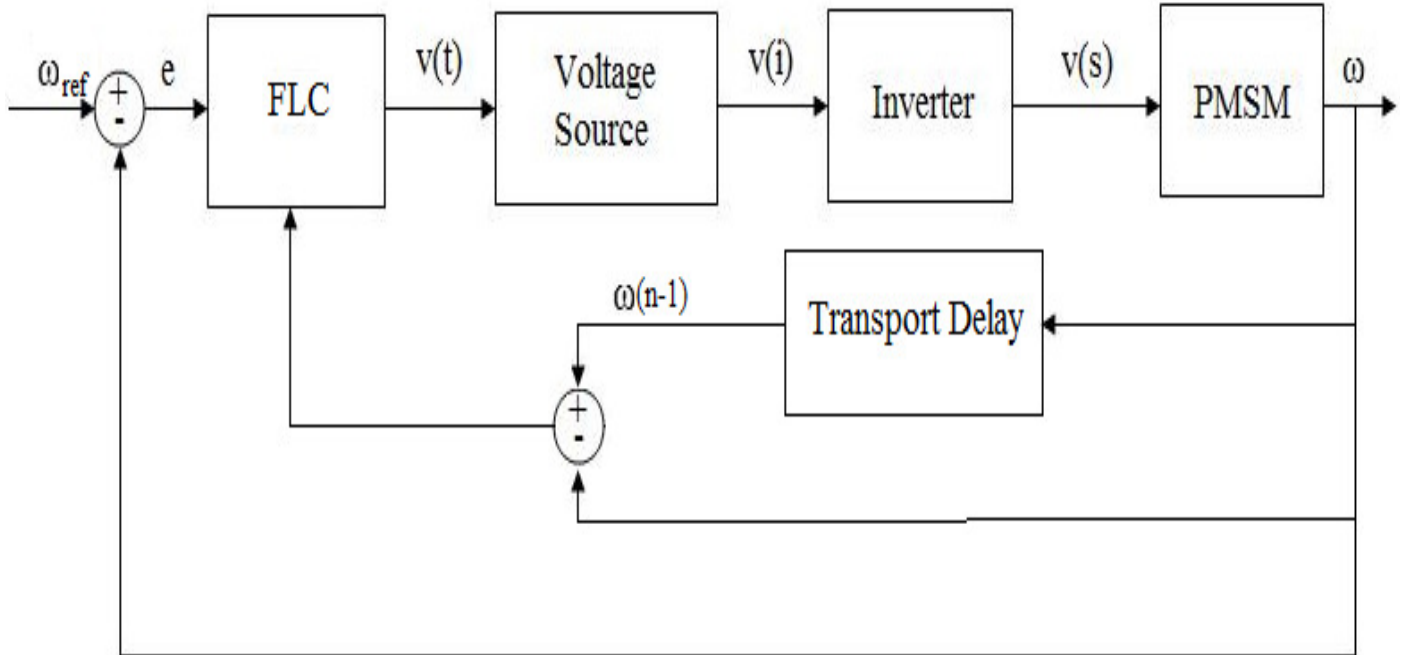 ω_ref
+
-
e
FLC
v(t)
Voltage
Source
v(i)
Inverter
v(s)
PMSM
ω
ω(n-1)
Transport Delay
+
-